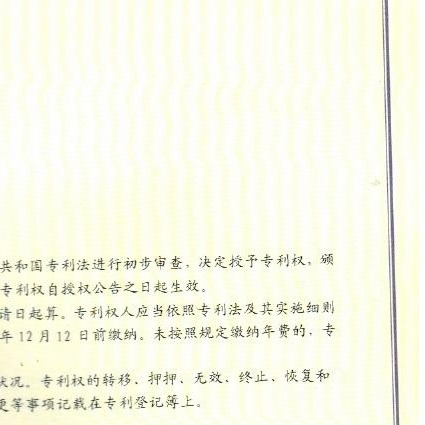 共和国专利法进行初步审查，决定授予专利权，颁
专利权自授权公告之日起生效。
请日起算。专利权人应当依照专利法及其实施细则
年 12 月 12 日前缴纳。未按照规定缴纳年费的，专
状况。专利权的转移、押押、无效、终止、恢复和
更等事项记载在专利登记簿上。